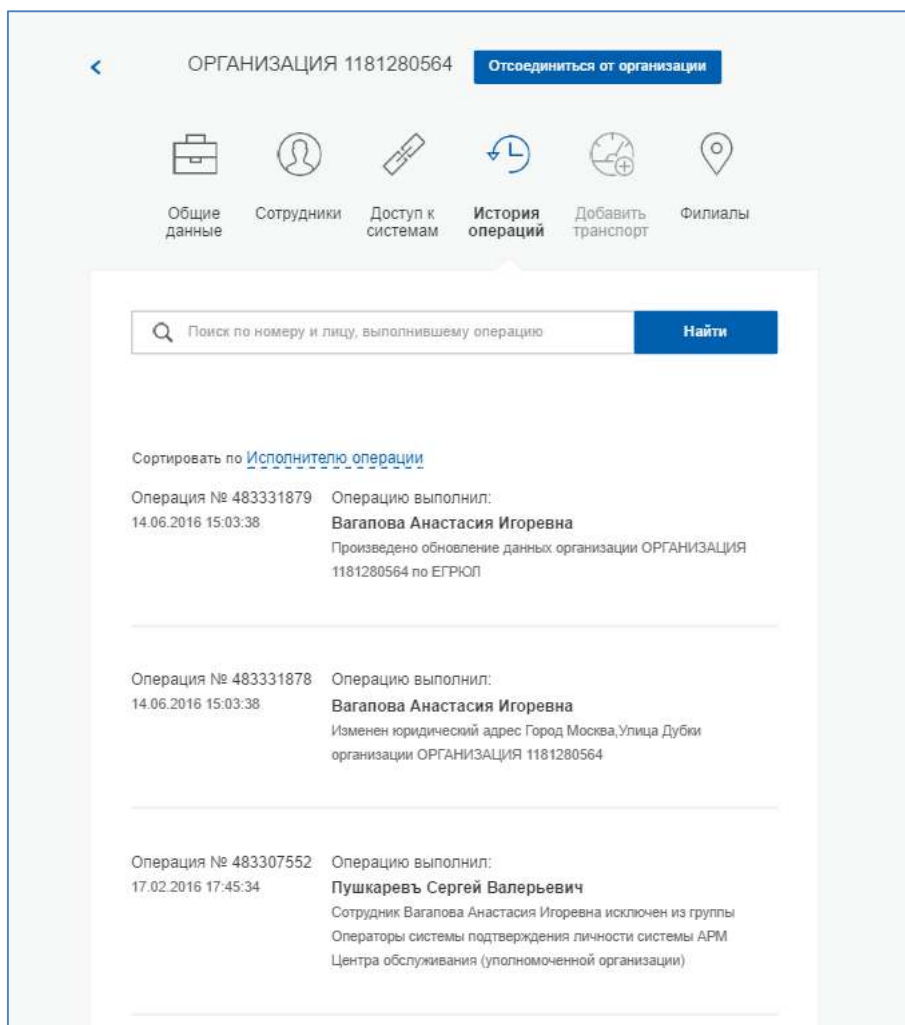 ОРГАНИЗАЦИЯ 1181280564 Отсоединиться от организации
Общие данные
Сотрудники
Доступ к системам
История операций
Добавить транспорт
Филиалы
Поиск по номеру и лицу, выполнившему операцию Найти
Сортировать по Исполнителю операции
Операция № 483331879 Операцию выполнил:
14.06.2016 15:03:38 Вагапова Анастасия Игоревна
Произведено обновление данных организации ОРГАНИЗАЦИЯ
1181280564 по ЕГРЮЛ
Операция № 483331878 Операцию выполнил:
14.06.2016 15:03:38 Вагапова Анастасия Игоревна
Изменен юридический адрес Город Москва,Улица Дубки
организации ОРГАНИЗАЦИЯ 1181280564
Операция № 483307552 Операцию выполнил:
17.02.2016 17:45:34 Пушкаревъ Сергей Валерьевич
Сотрудник Вагапова Анастасия Игоревна исключен из группы
Операторы системы подтверждения личности системы АРМ
Центра обслуживания (уполномоченной организации)